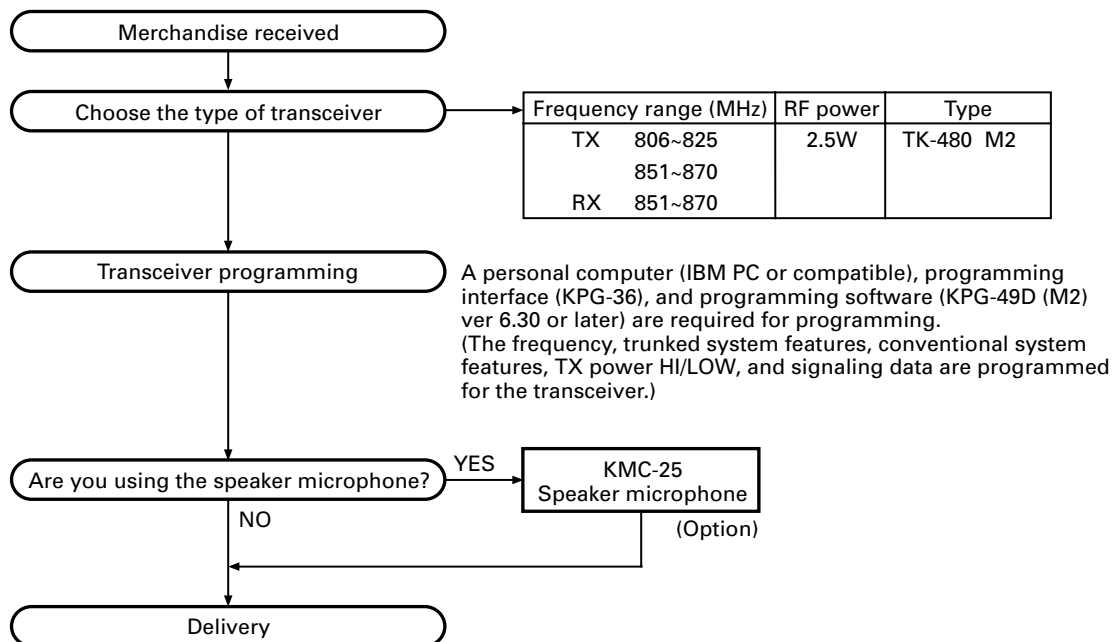 Merchandise received
Choose the type of transceiver
Frequency range (MHz) RF power Type
TX 806~825 2.5W TK-480 M2
851~870
RX 851~870
Transceiver programming
A personal computer (IBM PC or compatible), programming
interface (KPG-36), and programming software (KPG-49D (M2)
ver 6.30 or later) are required for programming.
(The frequency, trunked system features, conventional system
features, TX power HI/LOW, and signaling data are programmed
for the transceiver.)
Are you using the speaker microphone?
YES
KMC-25
Speaker microphone
(Option)
NO
Delivery